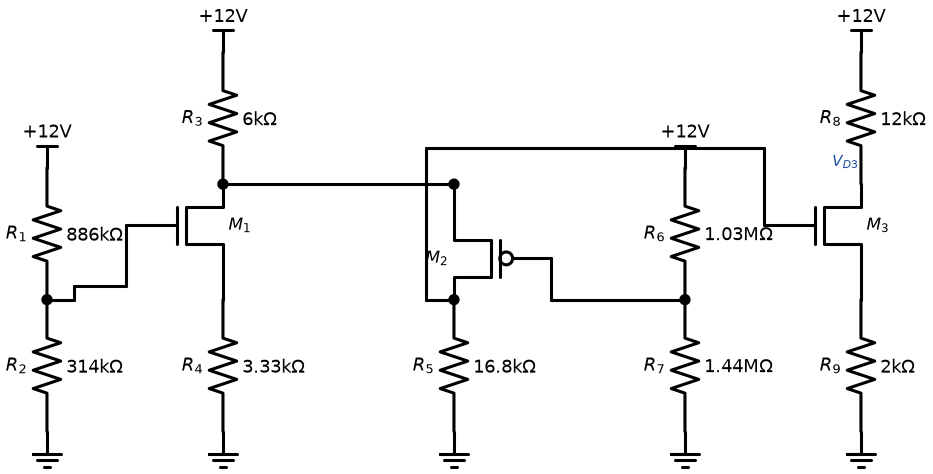 +12V
+12V
R3 6kΩ
R8 12kΩ
+12V
+12V
VD3
R1 886kΩ
M1
R6 1.03MΩ
M3
M2
R2 314kΩ
R4 3.33kΩ
R5 16.8kΩ
R7 1.44MΩ
R9 2kΩ